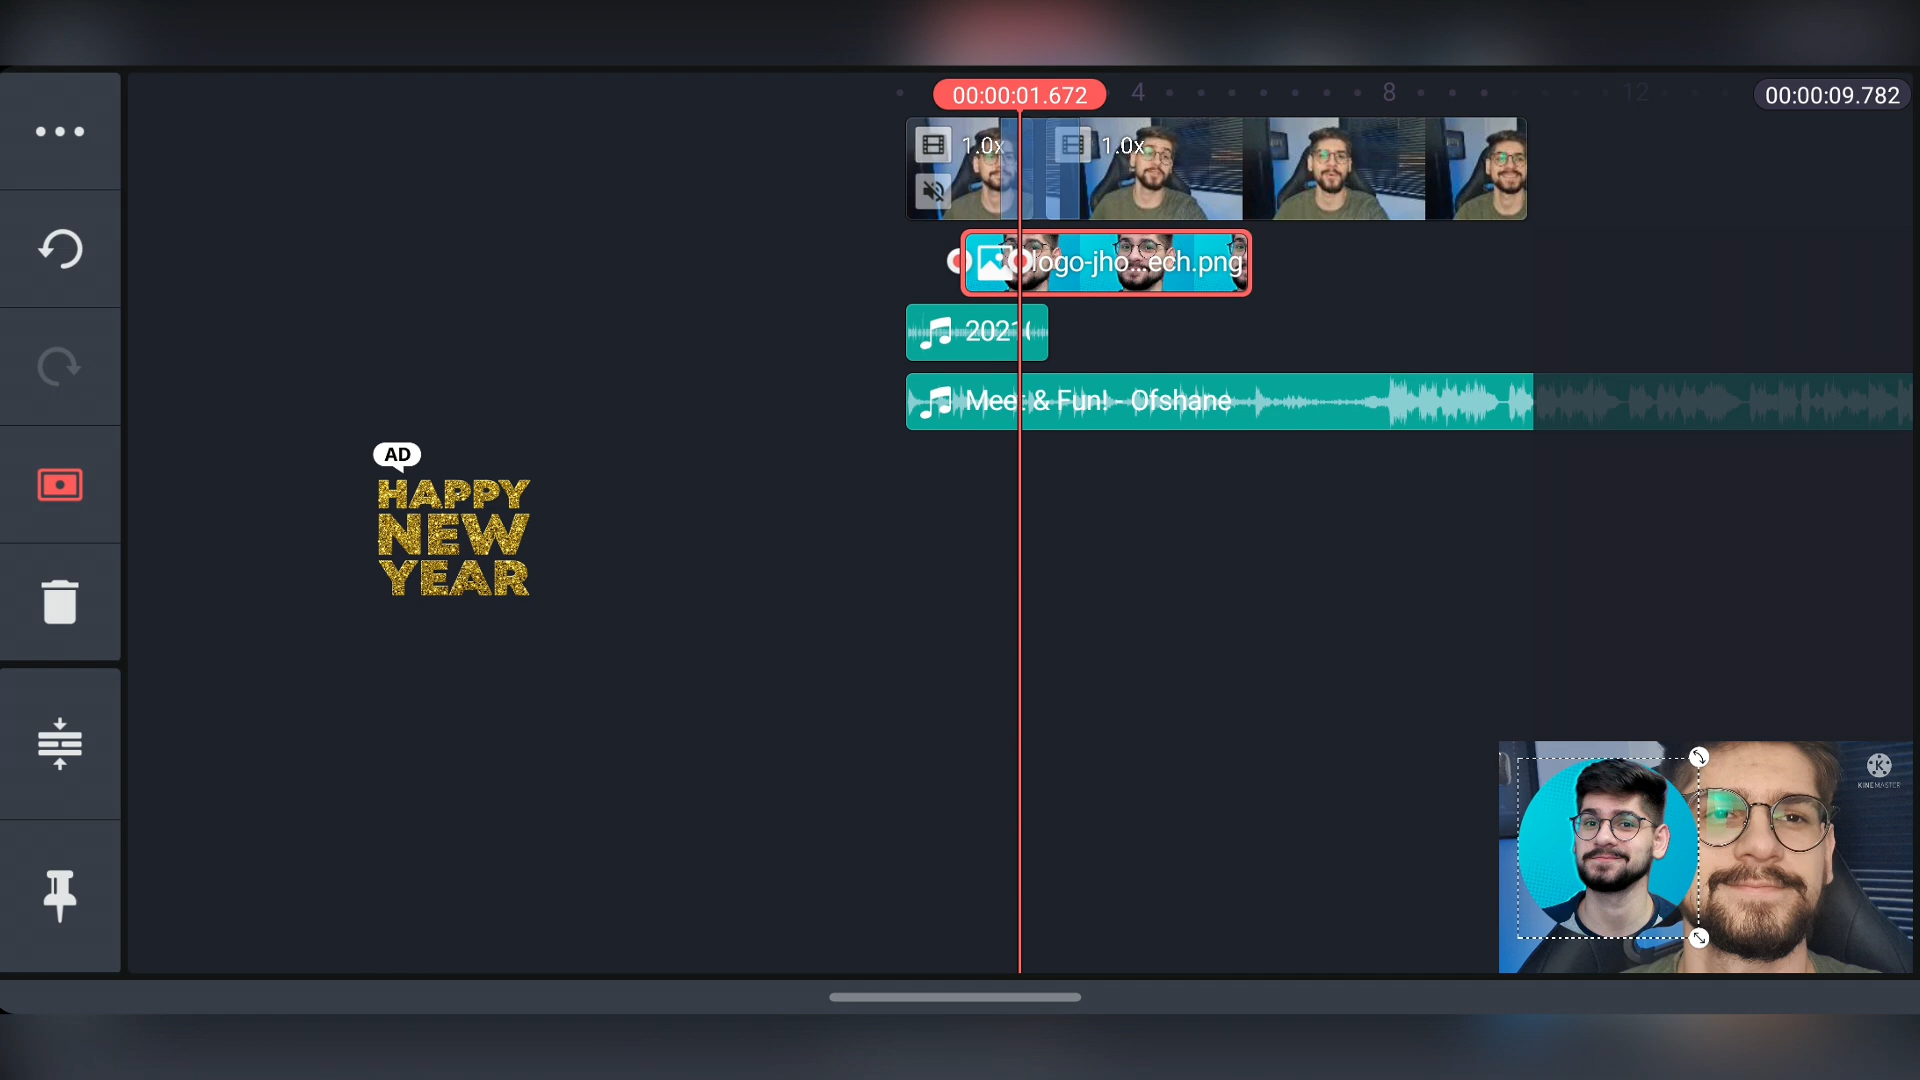 00:00:01.672
4
8
12
00:00:09.782
1.0x
1.0x
logo-jho...ech.png
2021(
Meet & Fun! - Ofshane
AD
HAPPY
NEW
YEAR
K
KINEMASTER